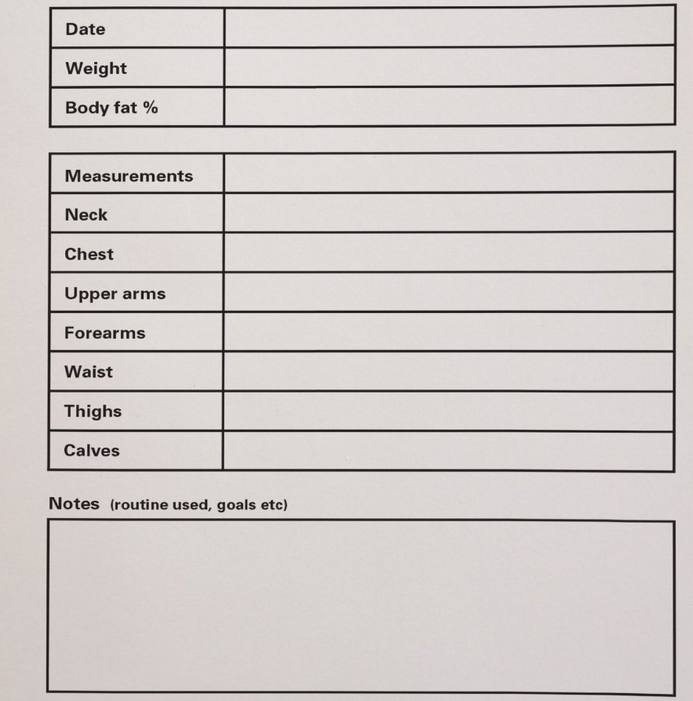 Date
Weight
Body fat %
Measurements
Neck
Chest
Upper arms
Forearms
Waist
Thighs
Calves
Notes (routine used, goals etc)